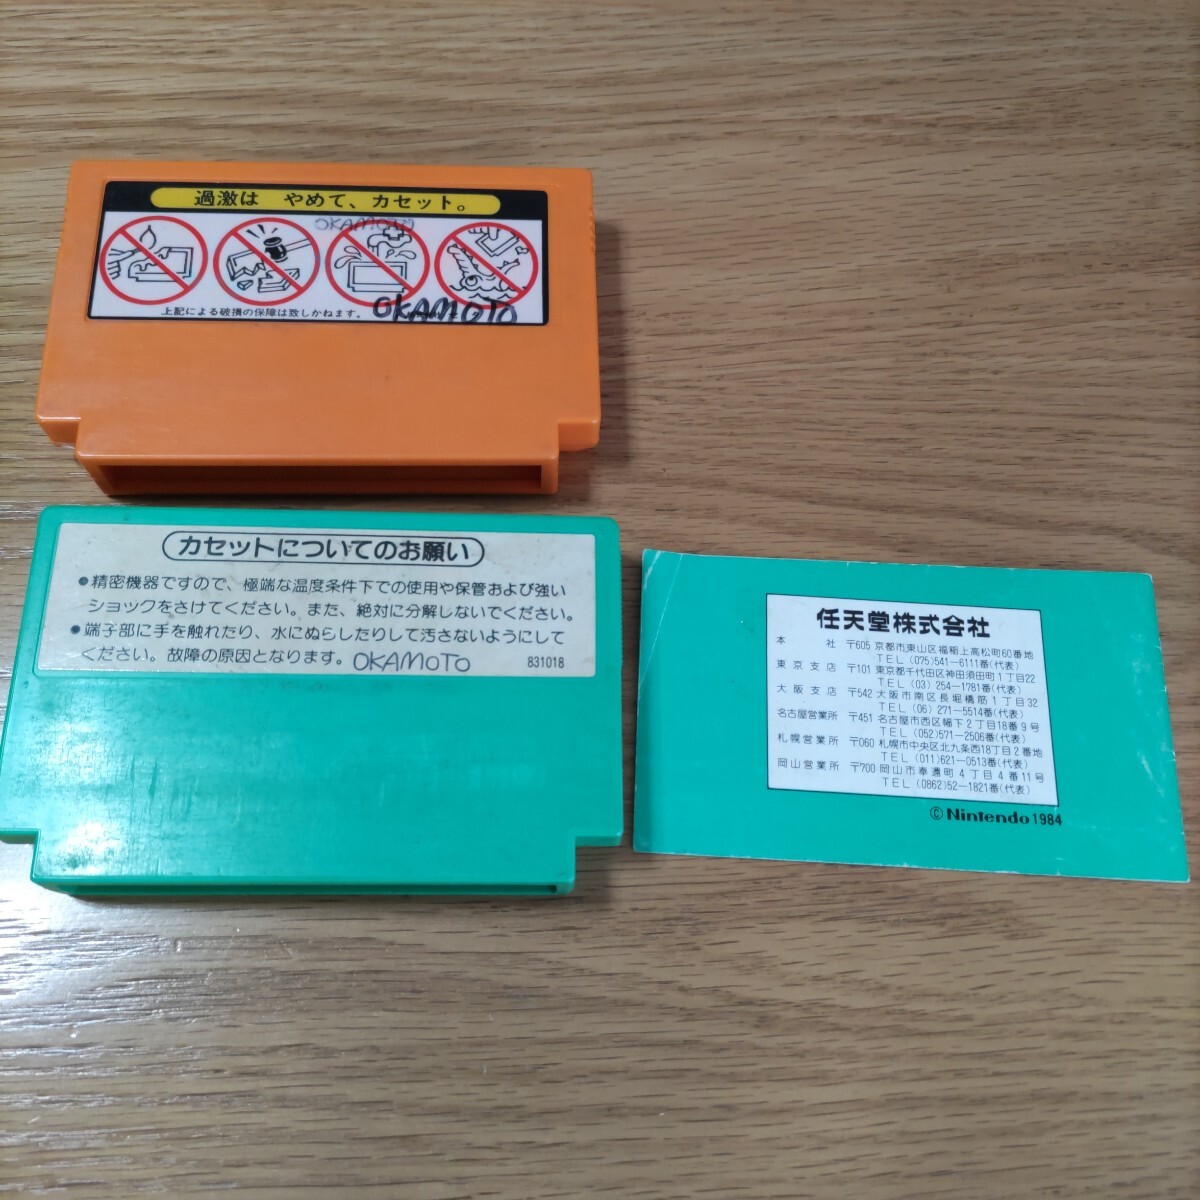 過激は やめて、カセット。
OKAMOTO
上記による破損の保障は致しかねます。
OKAMOTO
カセットについてのお願い
●精密機器ですので、極端な温度条件下での使用や保管および強い
ショックをさけてください。また、絶対に分解しないでください。
●端子部に手を触れたり、水にぬらしたりして汚さないようにして
ください。故障の原因となります。 OKAMOTO 831018
任天堂株式会社
本社 〒605 京都市東山区福稲上高松町60番地
TEL (075)541-6111番(代表)
東京支店 〒101 東京都千代田区神田須田町1丁目22
TEL (03) 254-1781番(代表)
大阪支店 〒542 大阪市南区長堀橋筋1丁目32
TEL (06) 271-5514番(代表)
名古屋営業所 〒451 名古屋市西区幅下2丁目18番9号
TEL (052)571-2506番(代表)
札幌営業所 〒060 札幌市中央区北九条西18丁目2番地
TEL (011)621-0513番(代表)
岡山営業所 〒700 岡山市奉還町4丁目4番11号
TEL (0862)52-1821番(代表)
©Nintendo 1984